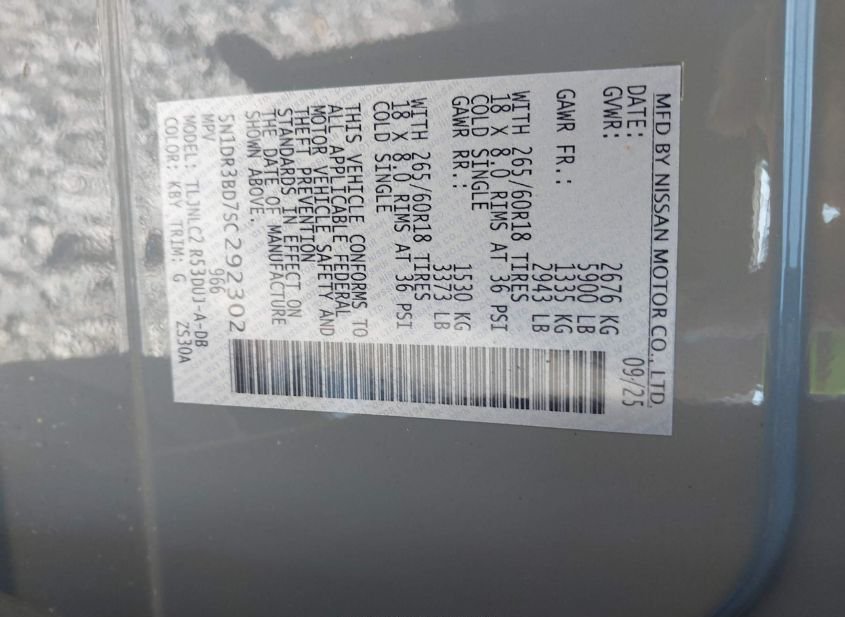 MFD BY NISSAN MOTOR CO., LTD.
DATE: 09/25
GVWR: 2676 KG
5900 LB
GAWR FR.: 1335 KG
2943 LB
WITH 265/60R18 TIRES
18 X 8.0 RIMS AT 36 PSI
COLD SINGLE
GAWR RR.: 1530 KG
3373 LB
WITH 265/60R18 TIRES
18 X 8.0 RIMS AT 36 PSI
COLD SINGLE
THIS VEHICLE CONFORMS TO
ALL APPLICABLE FEDERAL
MOTOR VEHICLE SAFETY AND
THEFT PREVENTION
STANDARDS IN EFFECT ON
THE DATE OF MANUFACTURE
SHOWN ABOVE.
5N1DR3BD7SC292302
MPV 966
MODEL: TLJNLC2 R53DUJ-A-DB
COLOR: KBY TRIM: G ZS30A